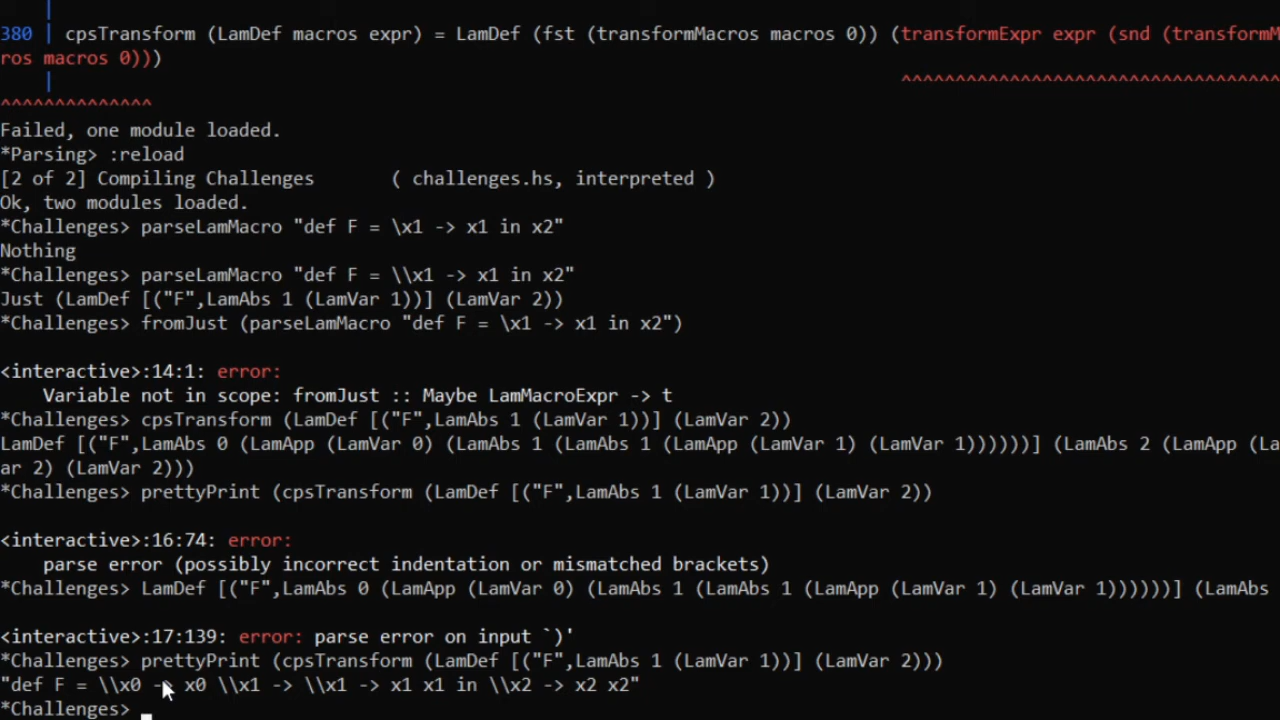 380 | cpsTransform (LamDef macros expr) = LamDef (fst (transformMacros macros 0)) (transformExpr expr (snd (transformM
ros macros 0)))
|
^^^^^^^^^^^^^^^^^^^^^^^^^^^^^^^^^^^
^^^^^^^^^^^^^^
Failed, one module loaded.
*Parsing> :reload
[2 of 2] Compiling Challenges       ( challenges.hs, interpreted )
Ok, two modules loaded.
*Challenges> parseLamMacro "def F = \x1 -> x1 in x2"
Nothing
*Challenges> parseLamMacro "def F = \\x1 -> x1 in x2"
Just (LamDef [("F",LamAbs 1 (LamVar 1))] (LamVar 2))
*Challenges> fromJust (parseLamMacro "def F = \x1 -> x1 in x2")
<interactive>:14:1: error:
Variable not in scope: fromJust :: Maybe LamMacroExpr -> t
*Challenges> cpsTransform (LamDef [("F",LamAbs 1 (LamVar 1))] (LamVar 2))
LamDef [("F",LamAbs 0 (LamApp (LamVar 0) (LamAbs 1 (LamAbs 1 (LamApp (LamVar 1) (LamVar 1))))))] (LamAbs 2 (LamApp (La
ar 2) (LamVar 2)))
*Challenges> prettyPrint (cpsTransform (LamDef [("F",LamAbs 1 (LamVar 1))] (LamVar 2))
<interactive>:16:74: error:
parse error (possibly incorrect indentation or mismatched brackets)
*Challenges> LamDef [("F",LamAbs 0 (LamApp (LamVar 0) (LamAbs 1 (LamAbs 1 (LamApp (LamVar 1) (LamVar 1))))))] (LamAbs
<interactive>:17:139: error: parse error on input `)'
*Challenges> prettyPrint (cpsTransform (LamDef [("F",LamAbs 1 (LamVar 1))] (LamVar 2)))
"def F = \\x0 -> x0 \\x1 -> \\x1 -> x1 x1 in \\x2 -> x2 x2"
*Challenges>